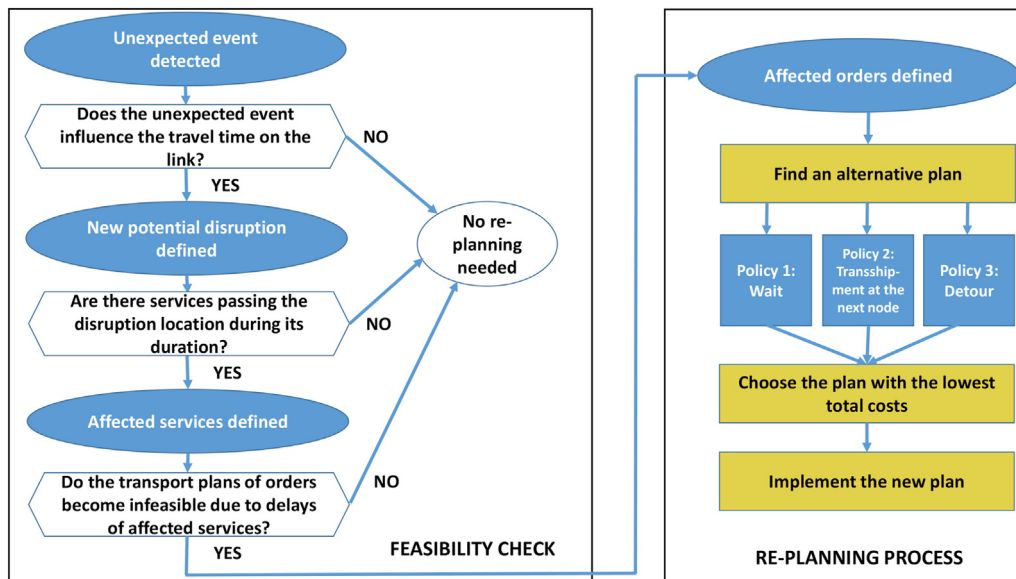 Unexpected event
detected
Does the unexpected event
influence the travel time on the
link?
NO
YES
New potential disruption
defined
No re-
planning
needed
Are there services passing the
disruption location during its
duration?
NO
YES
Affected services defined
Do the transport plans of orders
become infeasible due to delays
of affected services?
NO
YES
FEASIBILITY CHECK
Affected orders defined
Find an alternative plan
Policy 1:
Wait
Policy 2:
Transship-
ment at the
next node
Policy 3:
Detour
Choose the plan with the lowest
total costs
Implement the new plan
RE-PLANNING PROCESS